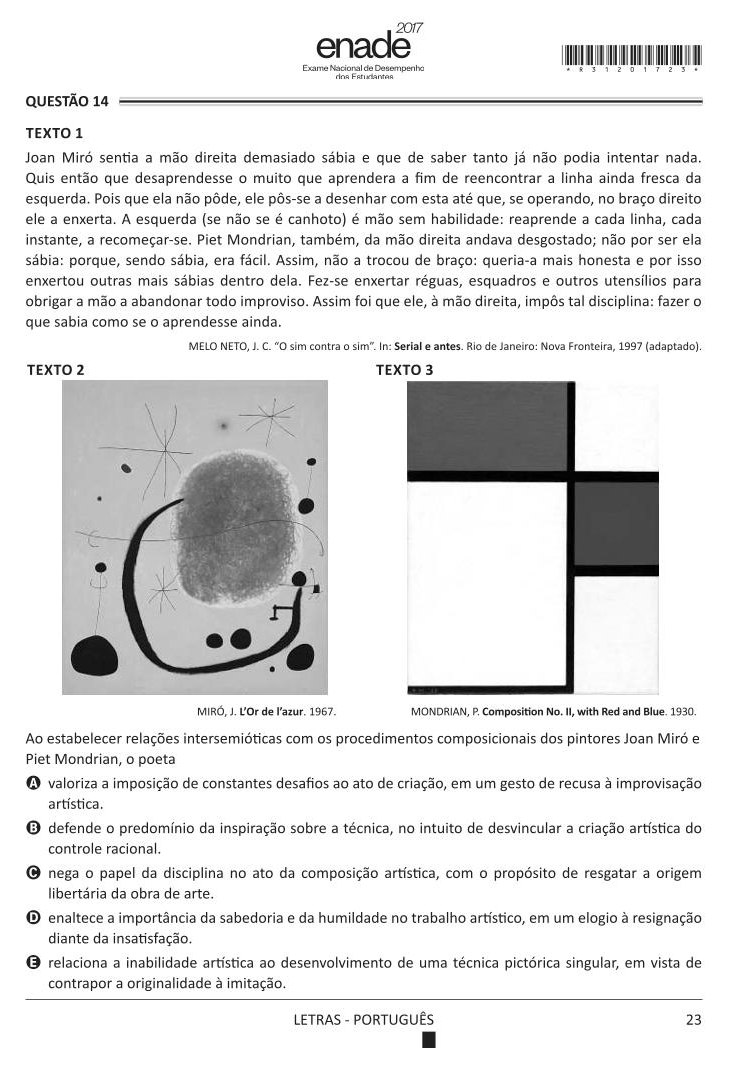 2017
enade
Exame Nacional de Desempenho
dos Estudantes
* R 3 1 2 0 1 7 2 3 *
QUESTÃO 14
TEXTO 1
Joan Miró sentia a mão direita demasiado sábia e que de saber tanto já não podia intentar nada.
Quis então que desaprendesse o muito que aprendera a fim de reencontrar a linha ainda fresca da
esquerda. Pois que ela não pôde, ele pôs-se a desenhar com esta até que, se operando, no braço direito
ele a enxerta. A esquerda (se não se é canhoto) é mão sem habilidade: reaprende a cada linha, cada
instante, a recomeçar-se. Piet Mondrian, também, da mão direita andava desgostado; não por ser ela
sábia: porque, sendo sábia, era fácil. Assim, não a trocou de braço: queria-a mais honesta e por isso
enxertou outras mais sábias dentro dela. Fez-se enxertar réguas, esquadros e outros utensílios para
obrigar a mão a abandonar todo improviso. Assim foi que ele, à mão direita, impôs tal disciplina: fazer o
que sabia como se o aprendesse ainda.
MELO NETO, J. C. “O sim contra o sim”. In: Serial e antes. Rio de Janeiro: Nova Fronteira, 1997 (adaptado).
TEXTO 2
TEXTO 3
MIRÓ, J. L’Or de l’azur. 1967.
MONDRIAN, P. Composition No. II, with Red and Blue. 1930.
Ao estabelecer relações intersemióticas com os procedimentos composicionais dos pintores Joan Miró e
Piet Mondrian, o poeta
A valoriza a imposição de constantes desafios ao ato de criação, em um gesto de recusa à improvisação
artística.
B defende o predomínio da inspiração sobre a técnica, no intuito de desvincular a criação artística do
controle racional.
C nega o papel da disciplina no ato da composição artística, com o propósito de resgatar a origem
libertária da obra de arte.
D enaltece a importância da sabedoria e da humildade no trabalho artístico, em um elogio à resignação
diante da insatisfação.
E relaciona a inabilidade artística ao desenvolvimento de uma técnica pictórica singular, em vista de
contrapor a originalidade à imitação.
LETRAS - PORTUGUÊS
23